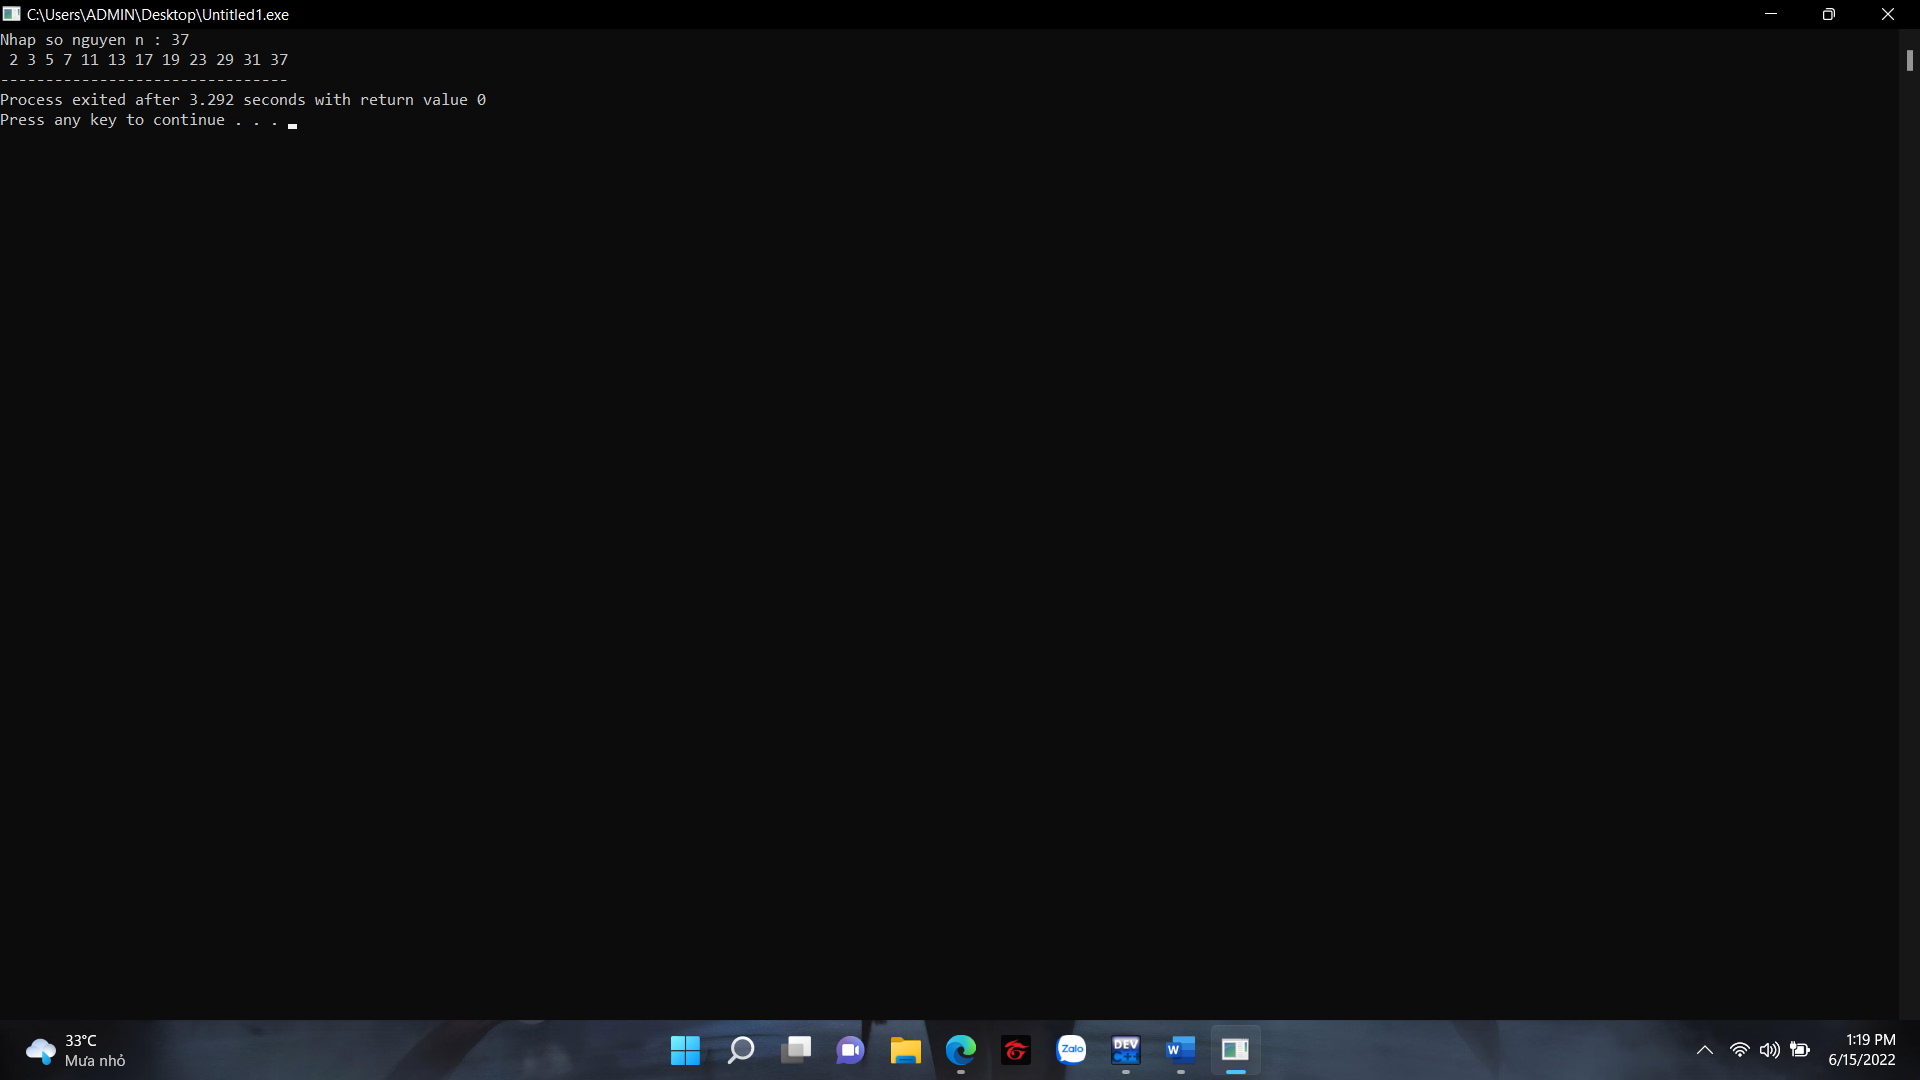 C:\Users\ADMIN\Desktop\Untitled1.exe
Nhap so nguyen n : 37
2 3 5 7 11 13 17 19 23 29 31 37
--------------------------------
Process exited after 3.292 seconds with return value 0
Press any key to continue . . .
33°C
Mưa nhỏ
Zalo
DEV
C++
W
1:19 PM
6/15/2022